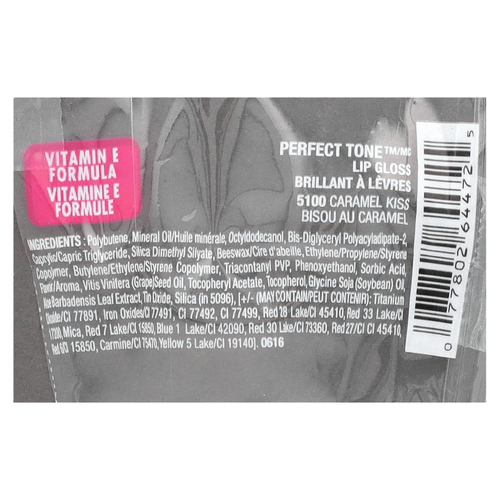 VITAMIN E
FORMULA
VITAMINE E
FORMULE
PERFECT TONE™/MC
LIP GLOSS
BRILLANT À LÈVRES
5100 CARAMEL KISS
BISOU AU CARAMEL
INGREDIENTS : Polybutene, Mineral Oil/Huile minérale, Octyldodecanol, Bis-Diglyceryl Polyacyladipate-2,
Caprylic/Capric Triglyceride, Silica Dimethyl Silylate, Beeswax/Cire d'abeille, Ethylene/Propylene/Styrene
Copolymer, Butylene/Ethylene/Styrene Copolymer, Triacontanyl PVP, Phenoxyethanol, Sorbic Acid,
Flavor/Aroma, Vitis Vinifera (Grape) Seed Oil, Tocopheryl Acetate, Tocopherol, Glycine Soja (Soybean) Oil,
Aloe Barbadensis Leaf Extract, Tin Oxide, Silica (in 5096), [+/- (MAY CONTAIN/PEUT CONTENIR): Titanium
Dioxide/CI 77891, Iron Oxides/CI 77491, CI 77492, CI 77499, Red 28 Lake/CI 45410, Red 33 Lake/CI
17200, Mica, Red 7 Lake/CI 15850, Blue 1 Lake/CI 42090, Red 30 Lake/CI 73360, Red 27/CI 45410,
Red 6/CI 15850, Carmine/CI 75470, Yellow 5 Lake/CI 19140]. 0616
0 77802 64472 5